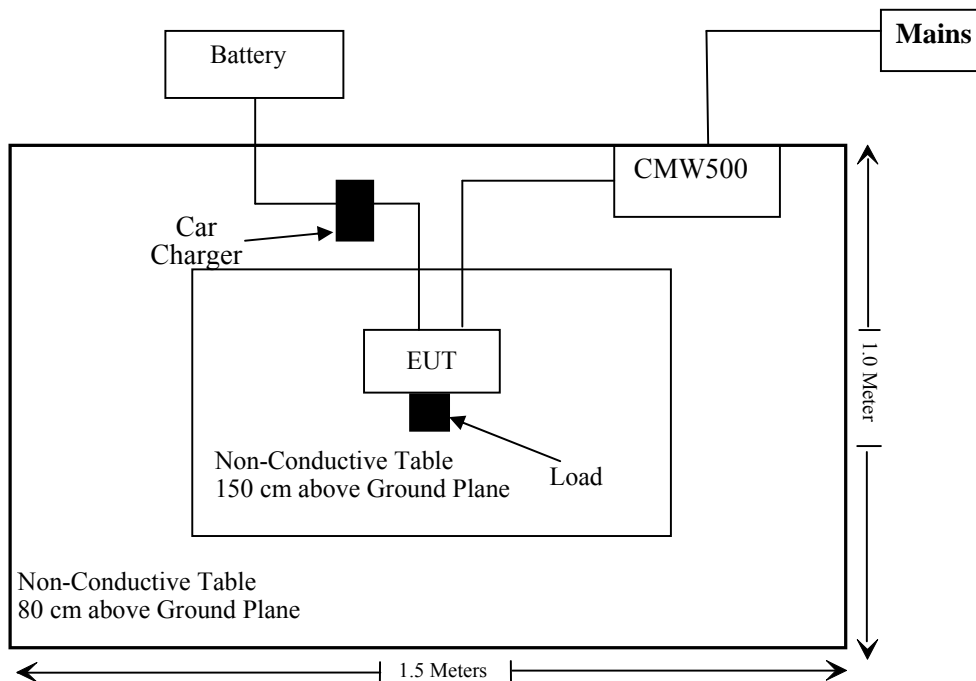 Battery
Mains
CMW500
Car
Charger
EUT
Load
Non-Conductive Table
150 cm above Ground Plane
Non-Conductive Table
80 cm above Ground Plane
1.0 Meter
1.5 Meters